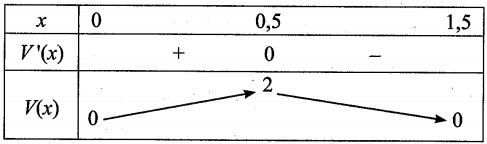 x 0 0,5 1,5
V'(x) + 0 –
2
V(x) 0 0